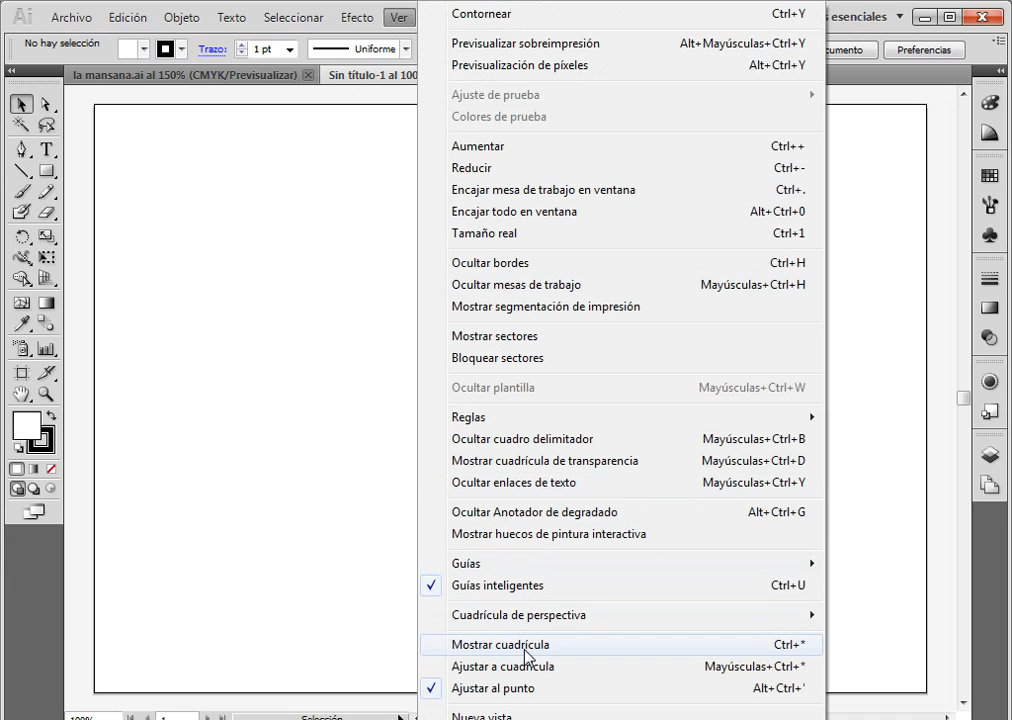 Ai Archivo Edición Objeto Texto Seleccionar Efecto Ver s esenciales
No hay selección Trazo: 1 pt Uniforme cumento Preferencias
la mansana.ai al 150% (CMYK/Previsualizar) Sin título-1 al 100
Contornear Ctrl+Y
Previsualizar sobreimpresión Alt+Mayúsculas+Ctrl+Y
Previsualización de píxeles Alt+Ctrl+Y
Ajuste de prueba
Colores de prueba
Aumentar Ctrl++
Reducir Ctrl+-
Encajar mesa de trabajo en ventana Ctrl+.
Encajar todo en ventana Alt+Ctrl+0
Tamaño real Ctrl+1
Ocultar bordes Ctrl+H
Ocultar mesas de trabajo Mayúsculas+Ctrl+H
Mostrar segmentación de impresión
Mostrar sectores
Bloquear sectores
Ocultar plantilla Mayúsculas+Ctrl+W
Reglas
Ocultar cuadro delimitador Mayúsculas+Ctrl+B
Mostrar cuadrícula de transparencia Mayúsculas+Ctrl+D
Ocultar enlaces de texto Mayúsculas+Ctrl+Y
Ocultar Anotador de degradado Alt+Ctrl+G
Mostrar huecos de pintura interactiva
Guías
Guías inteligentes Ctrl+U
Cuadrícula de perspectiva
Mostrar cuadrícula Ctrl+*
Ajustar a cuadrícula Mayúsculas+Ctrl+*
Ajustar al punto Alt+Ctrl+'
Nueva vista
100% 1 Selección